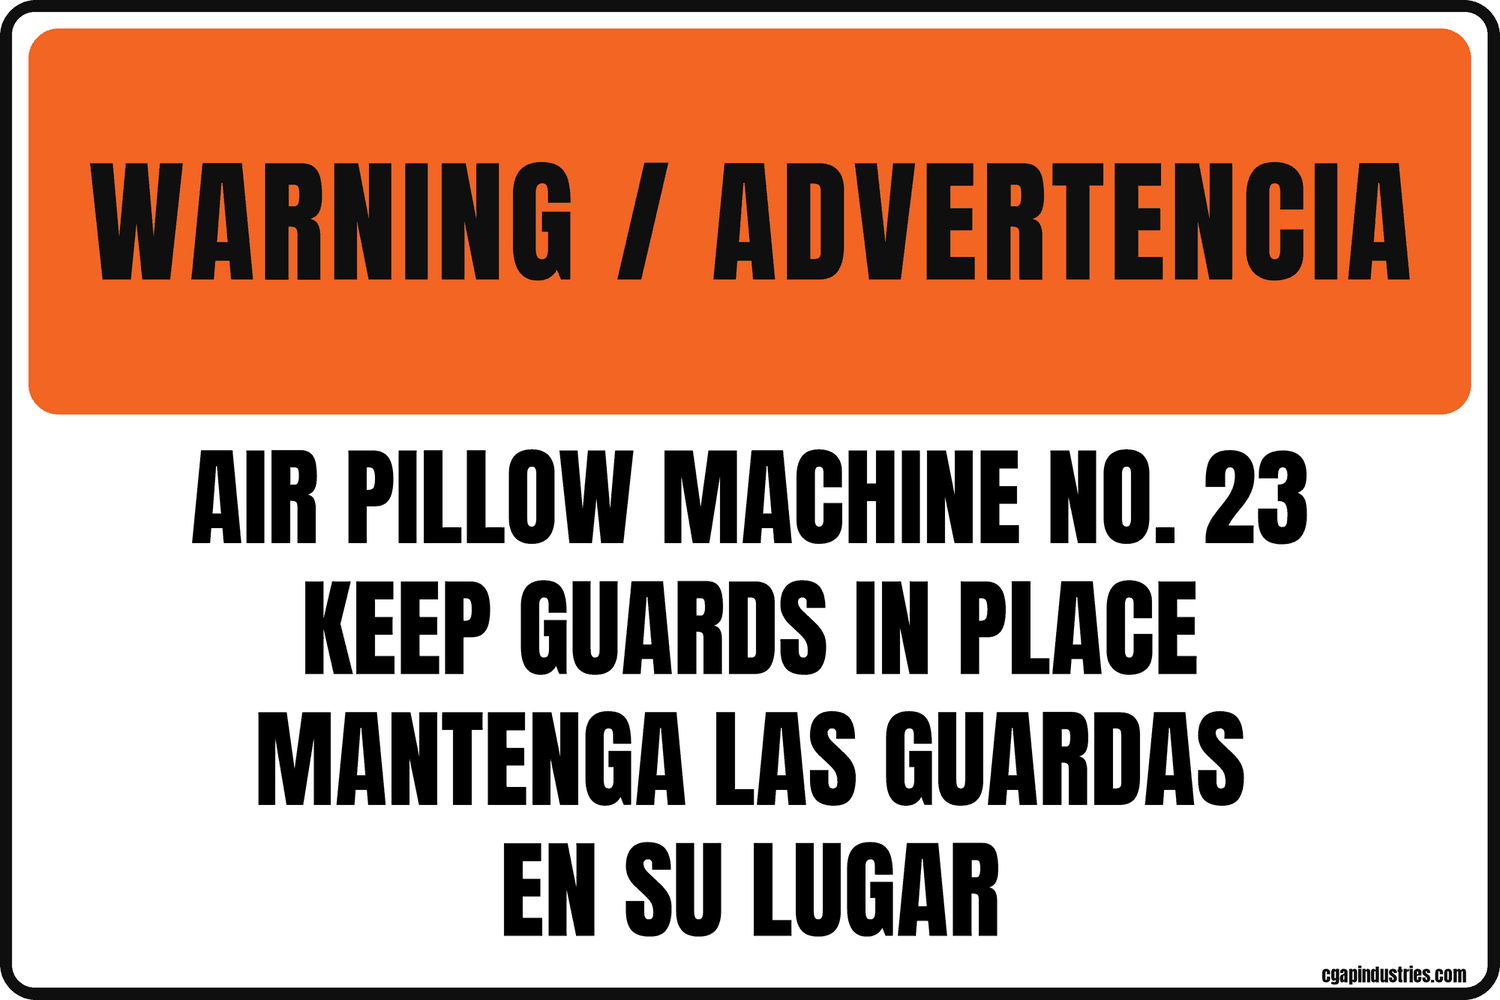 WARNING / ADVERTENCIA
AIR PILLOW MACHINE NO. 23
KEEP GUARDS IN PLACE
MANTENGA LAS GUARDAS
EN SU LUGAR
cgapindustries.com